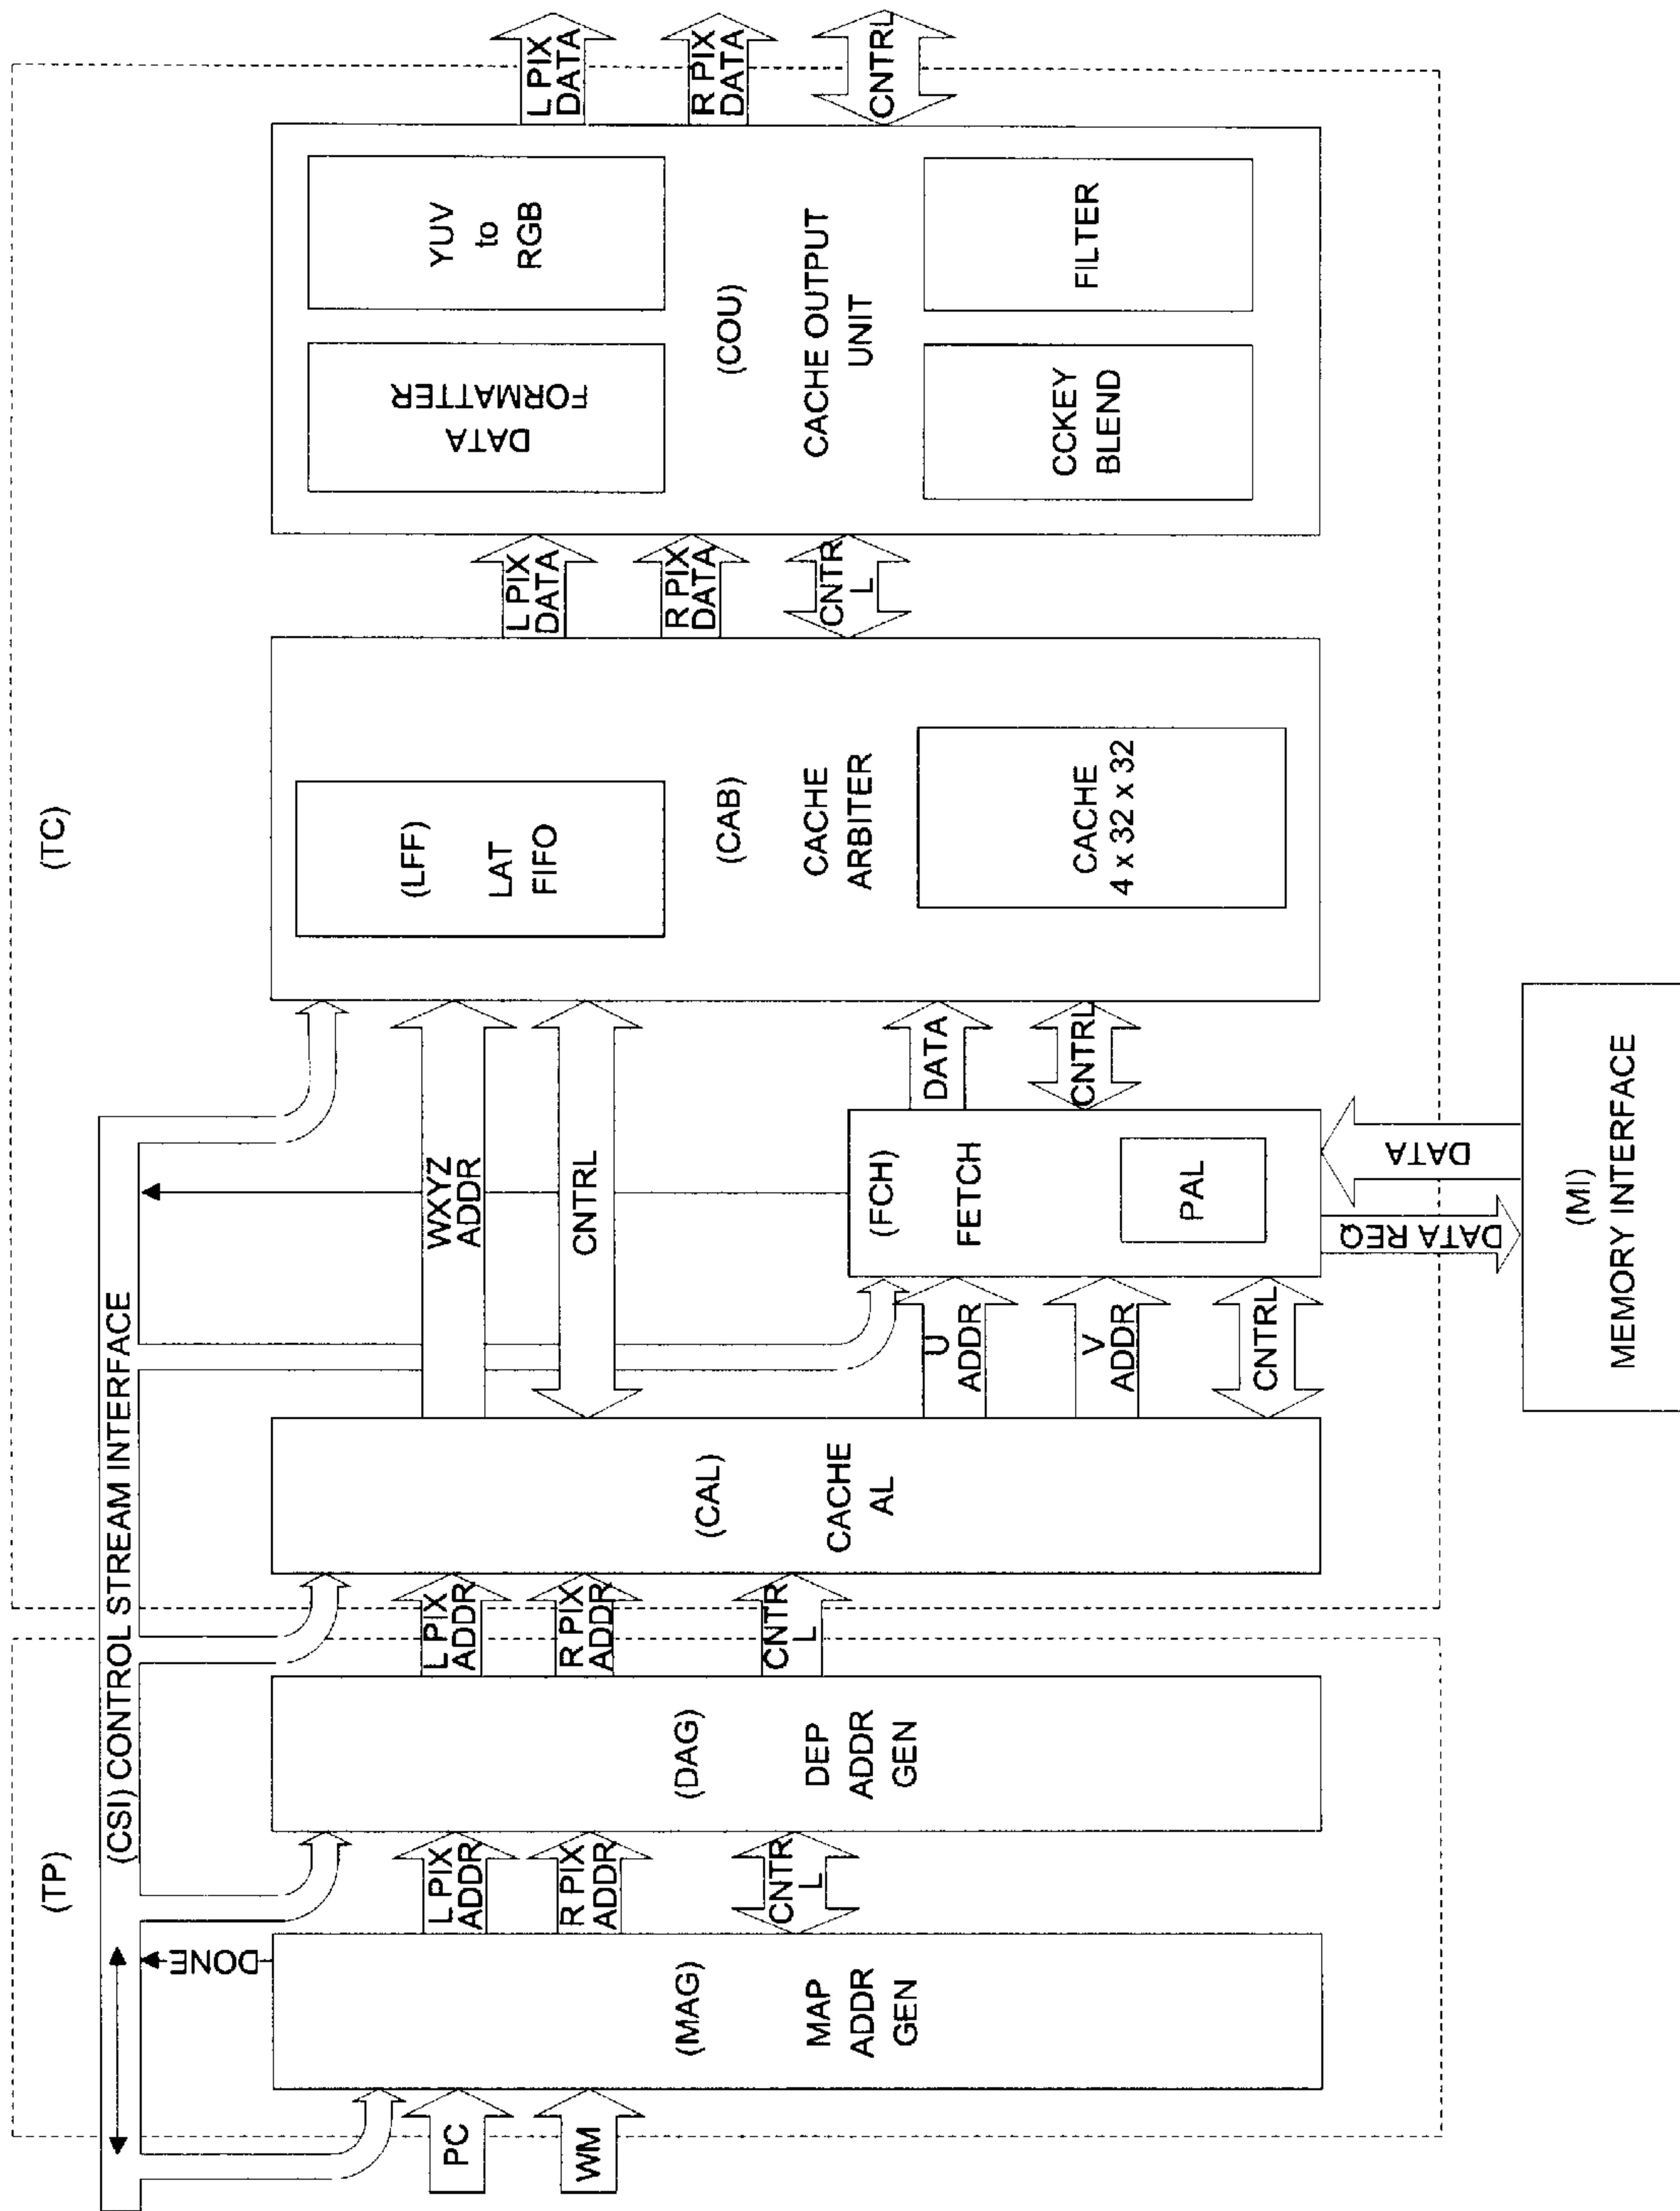 (TP)
(TC)
(CSI) CONTROL STREAM INTERFACE
DONE
PC
WM
(MAG)
MAP
ADDR
GEN
L PIX
ADDR
R PIX
ADDR
CNTR
L
(DAG)
DEP
ADDR
GEN
L PIX
ADDR
R PIX
ADDR
CNTR
L
(CAL)
CACHE
AL
WXYZ
ADDR
CNTRL
U
ADDR
V
ADDR
CNTRL
(FCH)
FETCH
PAL
DATA
CNTRL
DATA REQ
DATA
(MI)
MEMORY INTERFACE
(LFF)
LAT
FIFO
(CAB)
CACHE
ARBITER
CACHE
4 x 32 x 32
L PIX
DATA
R PIX
DATA
CNTR
L
DATA
FORMATTER
YUV
to
RGB
(COU)
CACHE OUTPUT
UNIT
CCKEY
BLEND
FILTER
L PIX
DATA
R PIX
DATA
CNTRL